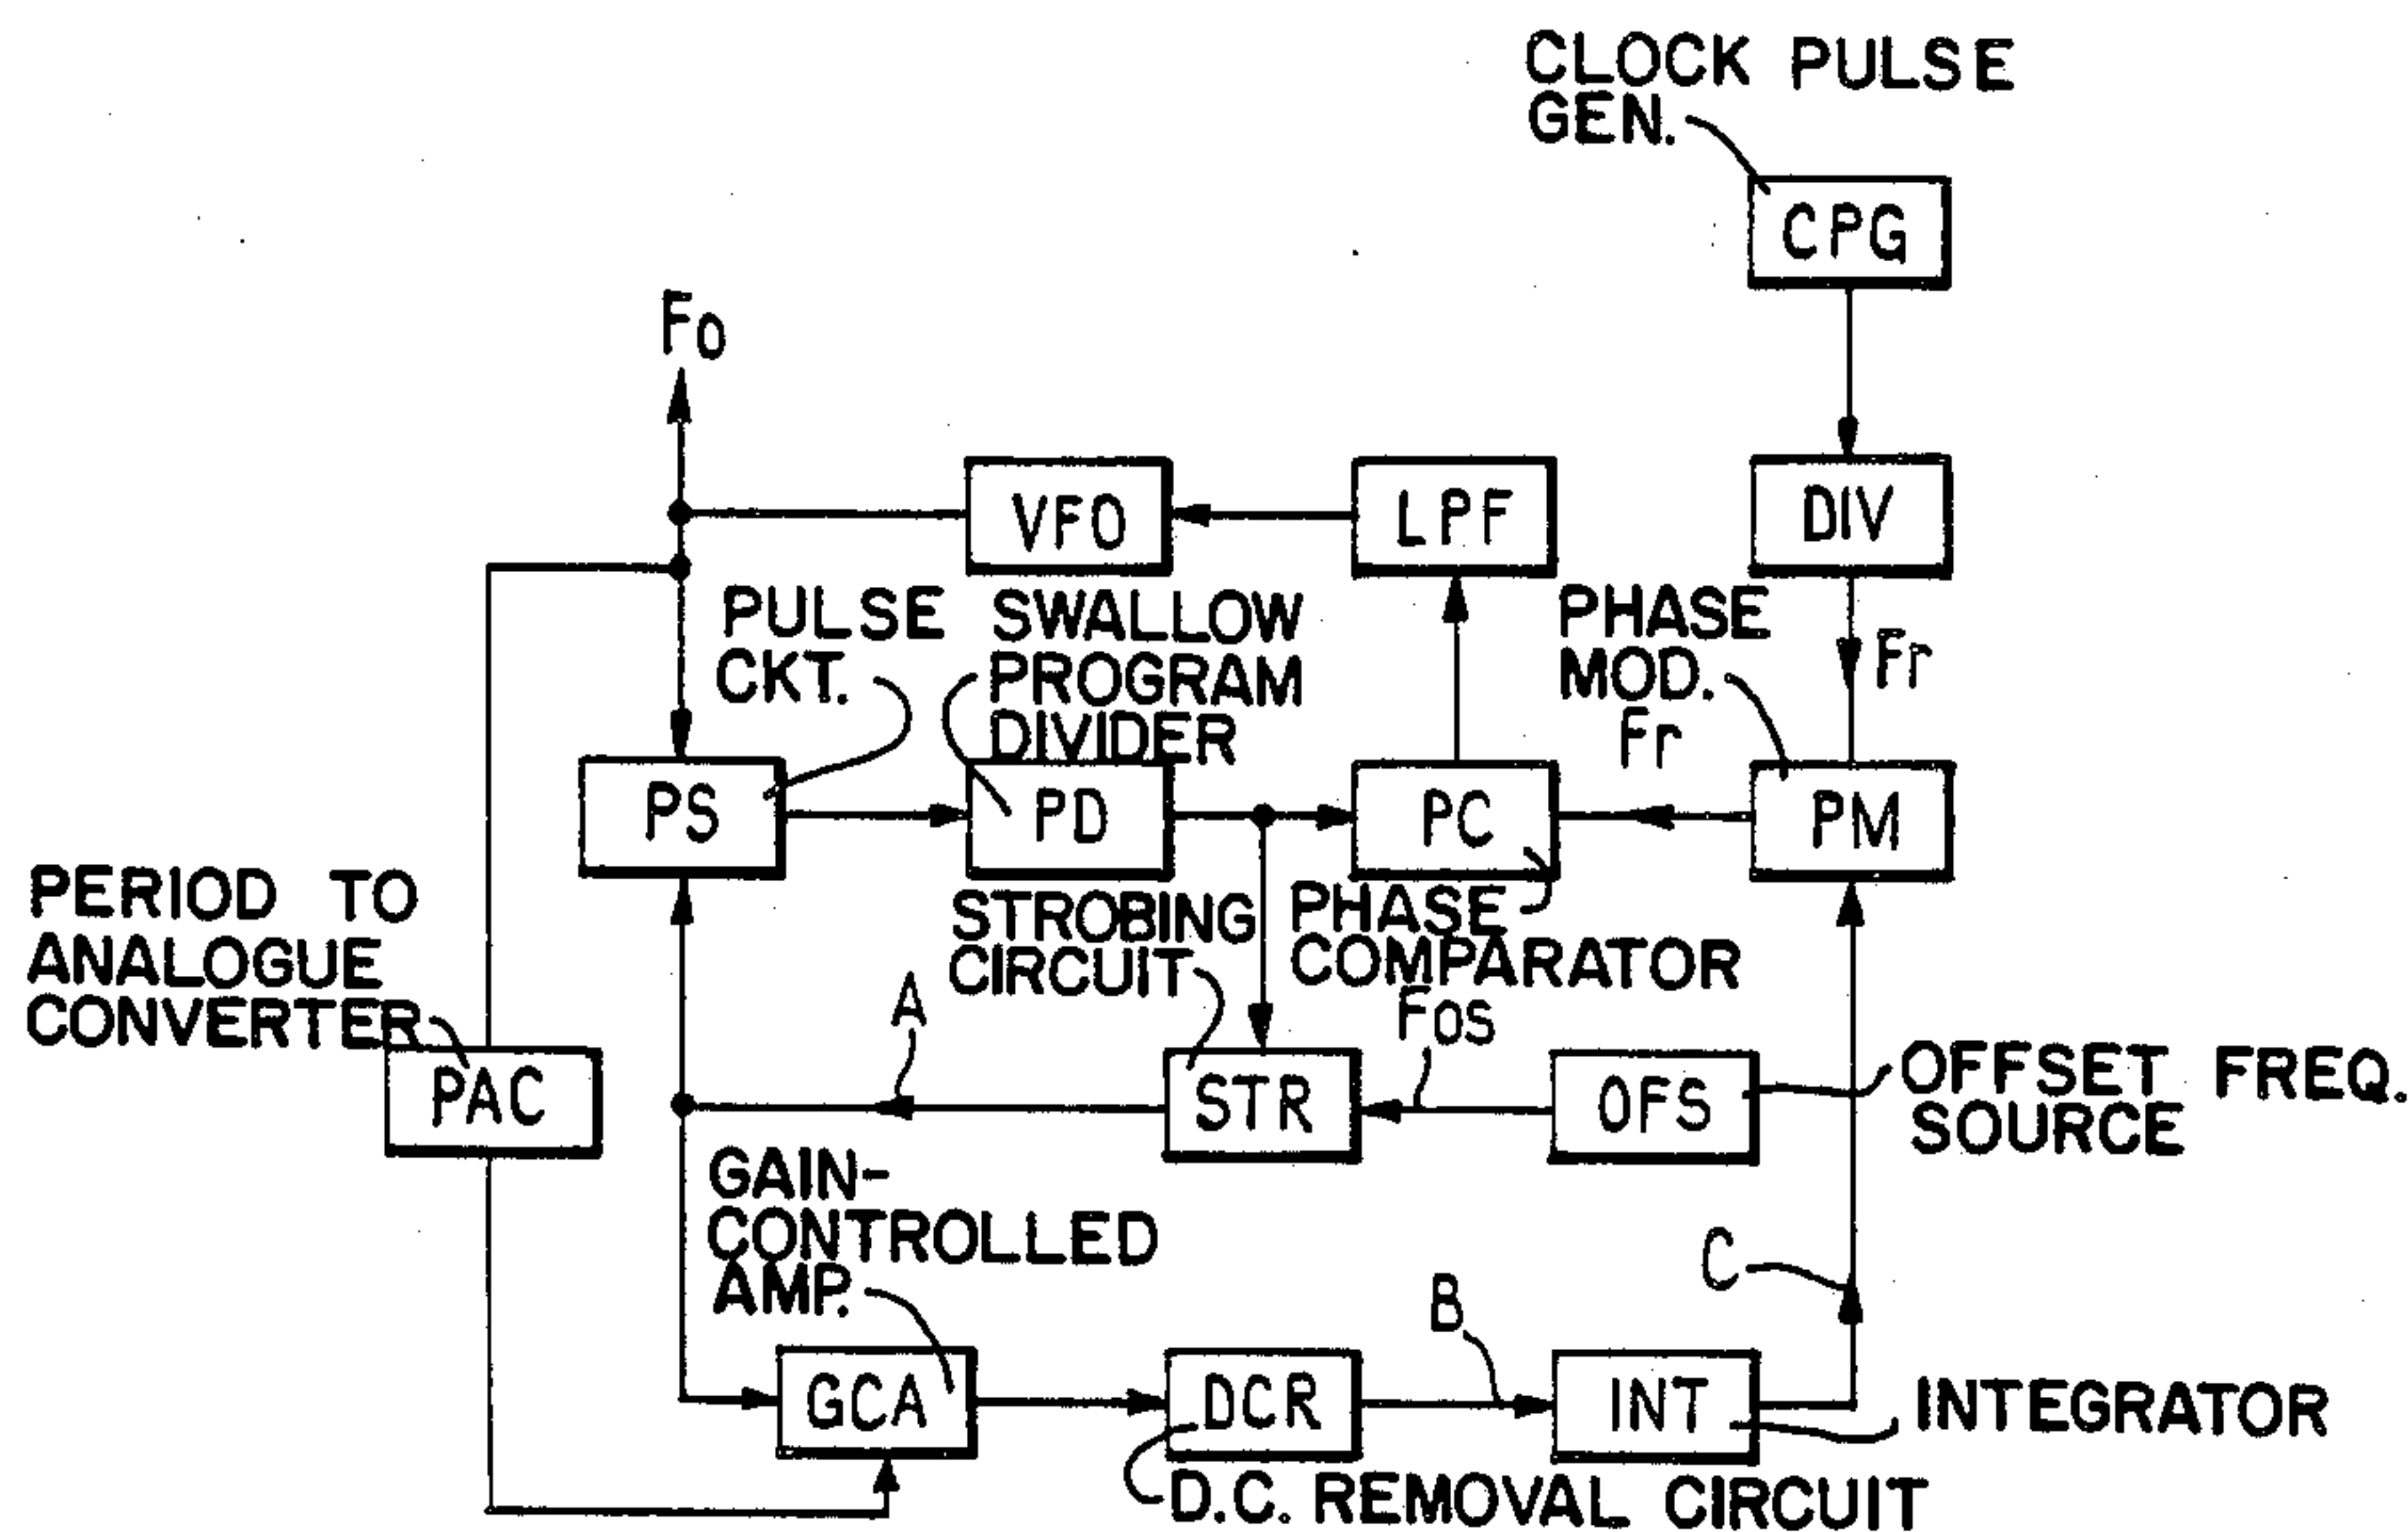 CLOCK PULSE
GEN.
CPG
Fo
VFO
LPF
DIV
PULSE SWALLOW
CKT.
PROGRAM
DIVIDER
PHASE
MOD.
Fr
Fr
PS
PD
PC
PM
PERIOD TO
ANALOGUE
CONVERTER
STROBING
CIRCUIT
PHASE
COMPARATOR
A
Fos
PAC
STR
OFS
OFFSET FREQ.
SOURCE
GAIN-
CONTROLLED
AMP.
B
C
GCA
DCR
INT
INTEGRATOR
D.C. REMOVAL CIRCUIT